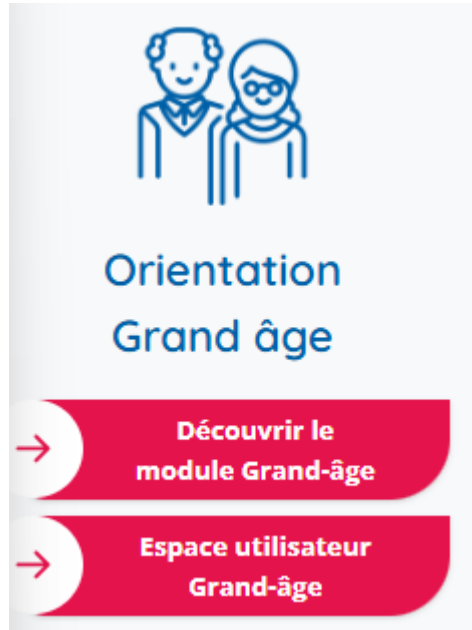 Orientation
Grand âge
Découvrir le
module Grand-âge
Espace utilisateur
Grand-âge